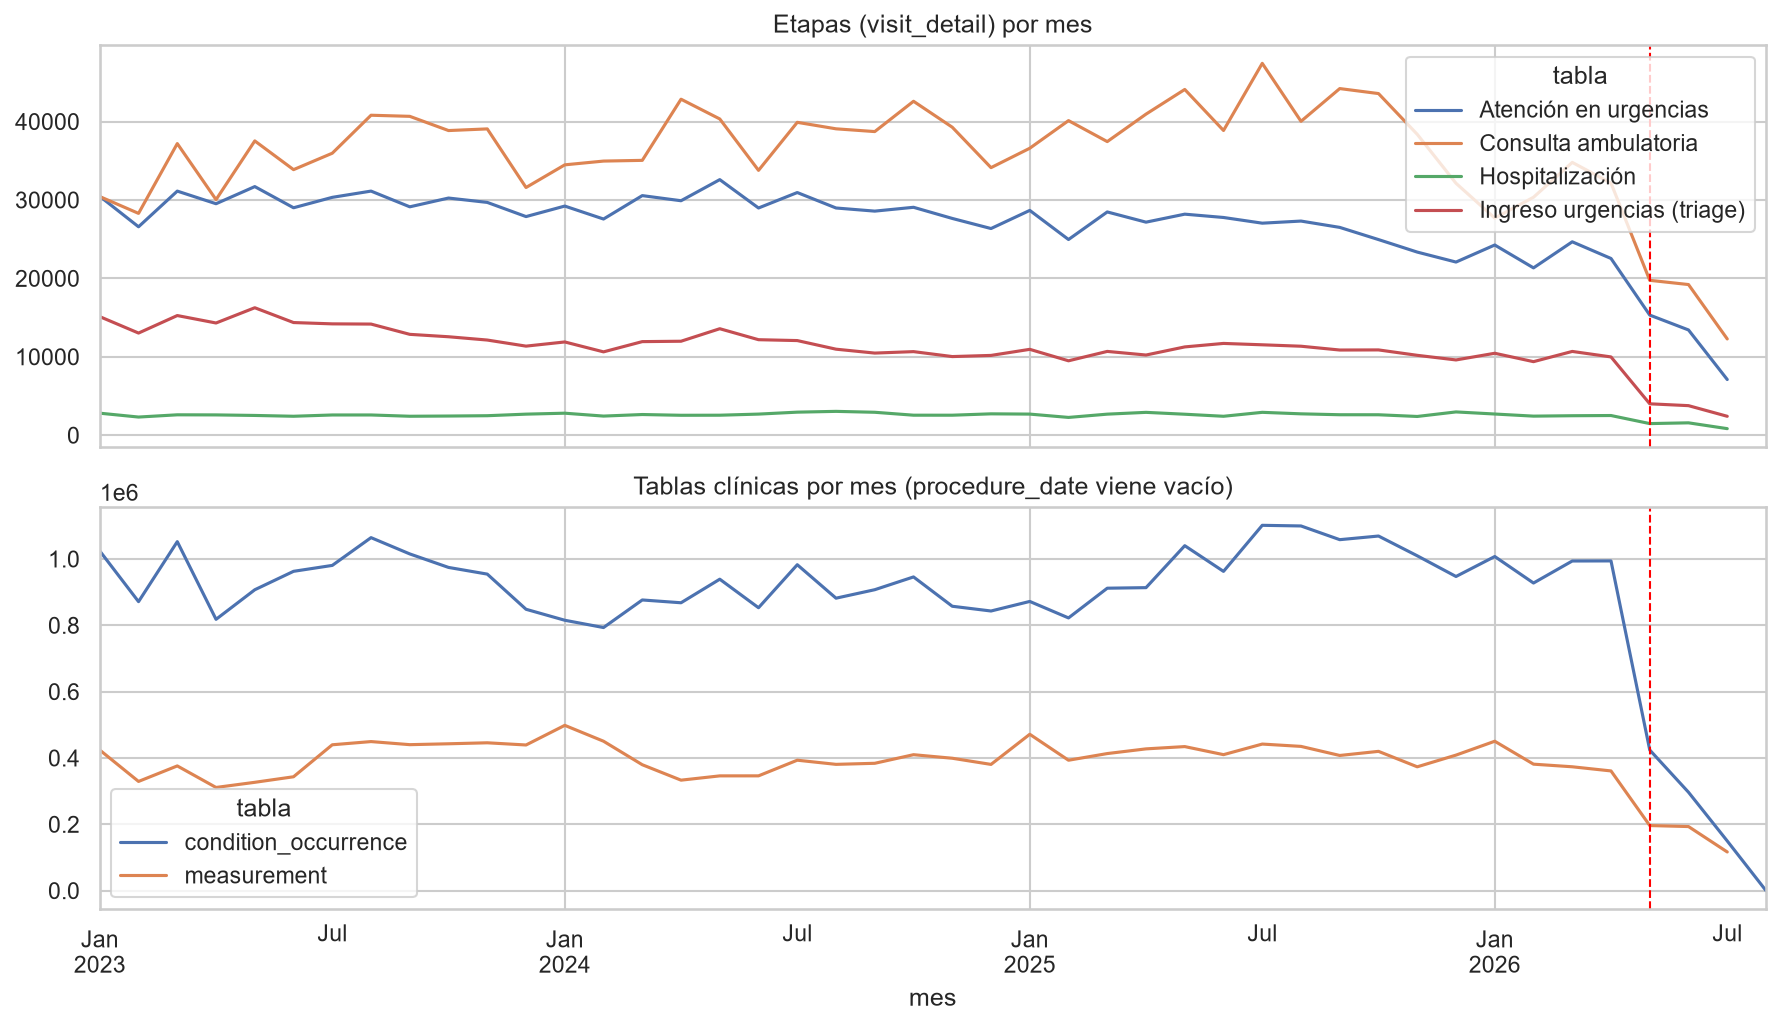 Etapas (visit_detail) por mes
40000
30000
20000
10000
0
tabla
Atención en urgencias
Consulta ambulatoria
Hospitalización
Ingreso urgencias (triage)
Tablas clínicas por mes (procedure_date viene vacío)
1e6
1.0
0.8
0.6
0.4
0.2
0.0
tabla
condition_occurrence
measurement
Jan
2023
Jul
Jan
2024
Jul
Jan
2025
Jul
Jan
2026
Jul
mes